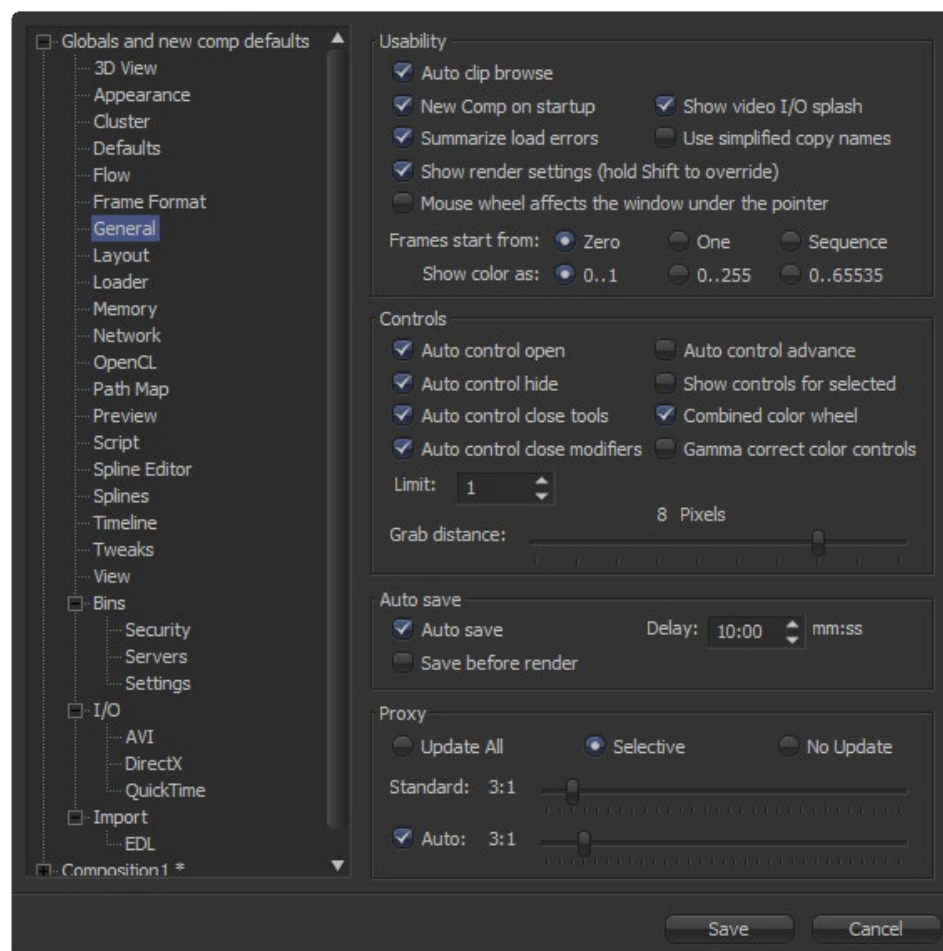 Globals and new comp defaults
3D View
Appearance
Cluster
Defaults
Flow
Frame Format
General
Layout
Loader
Memory
Network
OpenCL
Path Map
Preview
Script
Spline Editor
Splines
Timeline
Tweaks
View
Bins
Security
Servers
Settings
I/O
AVI
DirectX
QuickTime
Import
EDL
Composition1 *
Usability
Auto clip browse
New Comp on startup Show video I/O splash
Summarize load errors Use simplified copy names
Show render settings (hold Shift to override)
Mouse wheel affects the window under the pointer
Frames start from: Zero One Sequence
Show color as: 0..1 0..255 0..65535
Controls
Auto control open Auto control advance
Auto control hide Show controls for selected
Auto control close tools Combined color wheel
Auto control close modifiers Gamma correct color controls
Limit: 1
8 Pixels
Grab distance:
Auto save
Auto save Delay: 10:00 mm:ss
Save before render
Proxy
Update All Selective No Update
Standard: 3:1
Auto: 3:1
Save Cancel